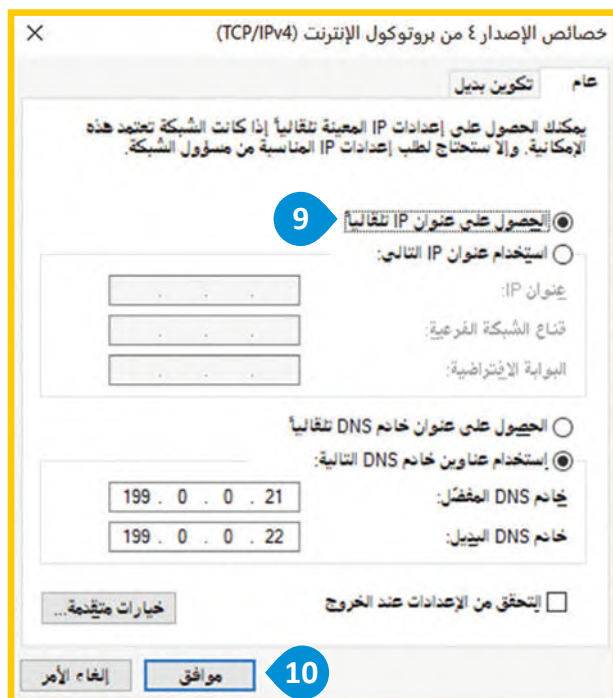 خصائص الإصدار ٤ من بروتوكول الإنترنت (TCP/IPv4)
عام
تكوين بديل
يمكنك الحصول على إعدادات IP المعينة تلقائياً إذا كانت الشبكة تعتمد هذه
الإمكانية. وإلا ستحتاج لطلب إعدادات IP المناسبة من مسؤول الشبكة.
الحصول على عنوان IP تلقائياً
9
استخدام عنوان IP التالي:
عنوان IP:
قناع الشبكة الفرعية:
البوابة الافتراضية:
الحصول على عنوان خادم DNS تلقائياً
إستخدام عناوين خادم DNS التالية:
خادم DNS المفضّل: 199 . 0 . 0 . 21
خادم DNS البديل: 199 . 0 . 0 . 22
التحقق من الإعدادات عند الخروج
خيارات متقدمة...
10
موافق
إلغاء الأمر